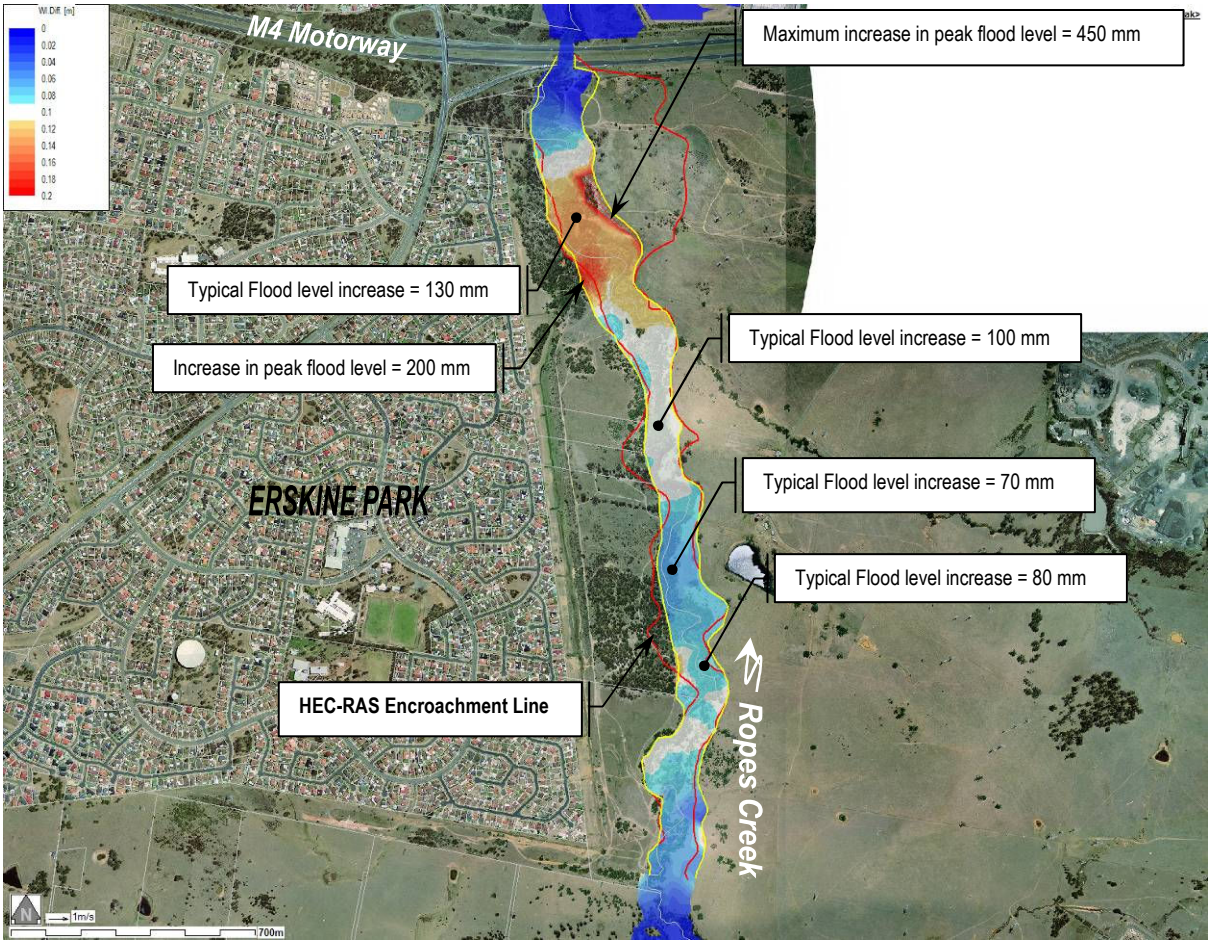 Wl.Diff. [m]
0
0.02
0.04
0.06
0.08
0.1
0.12
0.14
0.16
0.18
0.2
M4 Motorway
Maximum increase in peak flood level = 450 mm
Typical Flood level increase = 130 mm
Increase in peak flood level = 200 mm
Typical Flood level increase = 100 mm
Typical Flood level increase = 70 mm
ERSKINE PARK
Typical Flood level increase = 80 mm
HEC-RAS Encroachment Line
Ropes Creek
N
1m/s
700m